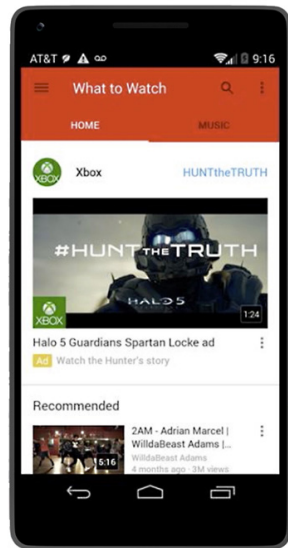 AT&T 9:16
What to Watch
HOME MUSIC
XBOX Xbox HUNTtheTRUTH
#HUNT THE TRUTH
HALO 5
XBOX 1:24
Halo 5 Guardians Spartan Locke ad
Ad Watch the Hunter's story
Recommended
2AM - Adrian Marcel |
WilldaBeast Adams |...
5:16 WilldaBeast Adams
4 months ago · 3M views